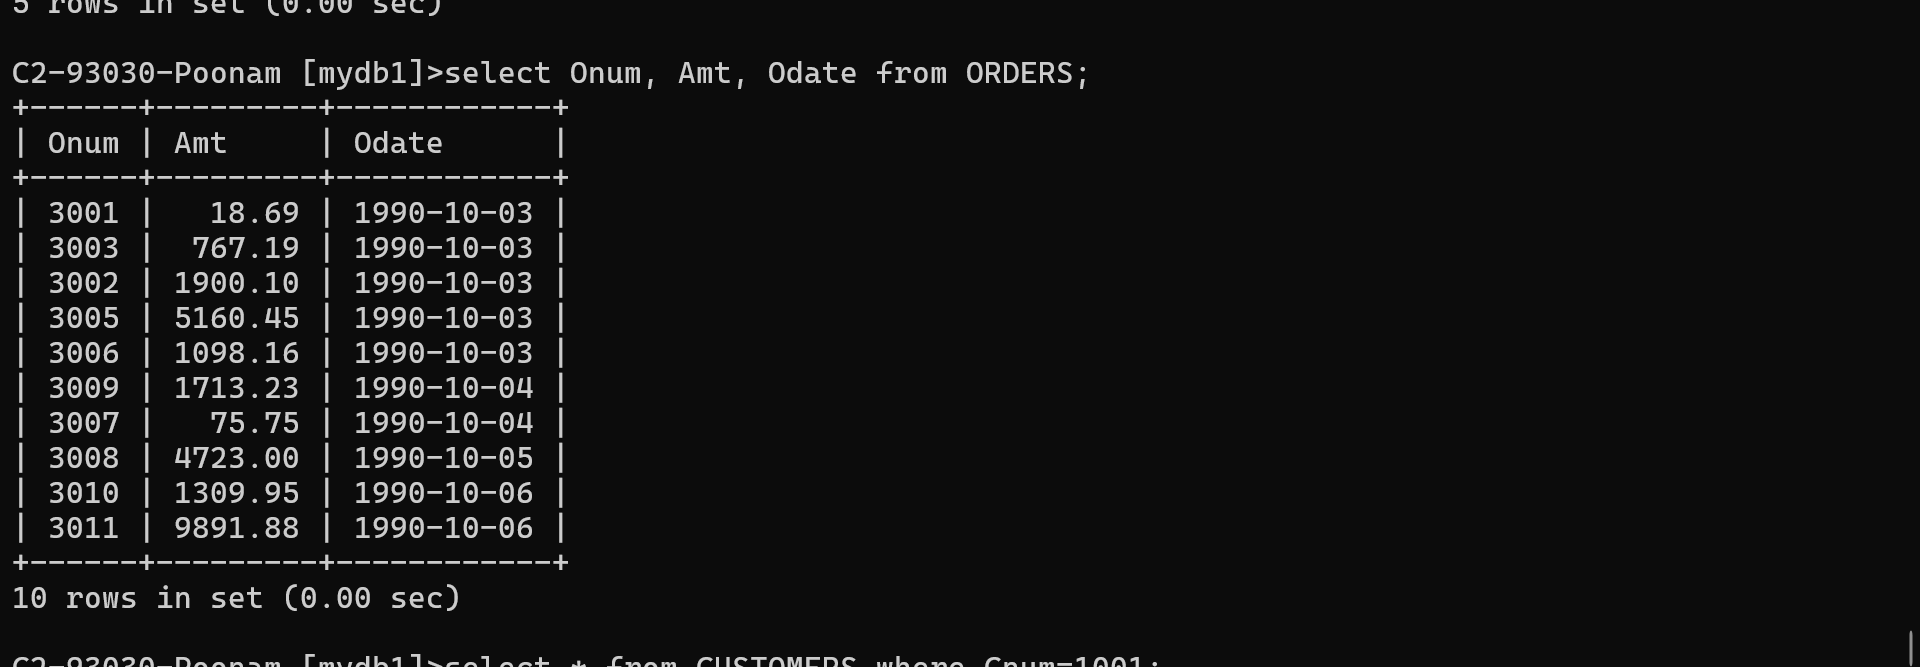 5 rows in set (0.00 sec)
C2-93030-Poonam [mydb1]>select Onum, Amt, Odate from ORDERS;
+------+---------+------------+
| Onum | Amt     | Odate      |
+------+---------+------------+
| 3001 |   18.69 | 1990-10-03 |
| 3003 |  767.19 | 1990-10-03 |
| 3002 | 1900.10 | 1990-10-03 |
| 3005 | 5160.45 | 1990-10-03 |
| 3006 | 1098.16 | 1990-10-03 |
| 3009 | 1713.23 | 1990-10-04 |
| 3007 |   75.75 | 1990-10-04 |
| 3008 | 4723.00 | 1990-10-05 |
| 3010 | 1309.95 | 1990-10-06 |
| 3011 | 9891.88 | 1990-10-06 |
+------+---------+------------+
10 rows in set (0.00 sec)
C2-93030-Poonam [mydb1]>select * from CUSTOMERS where Cnum=1001;